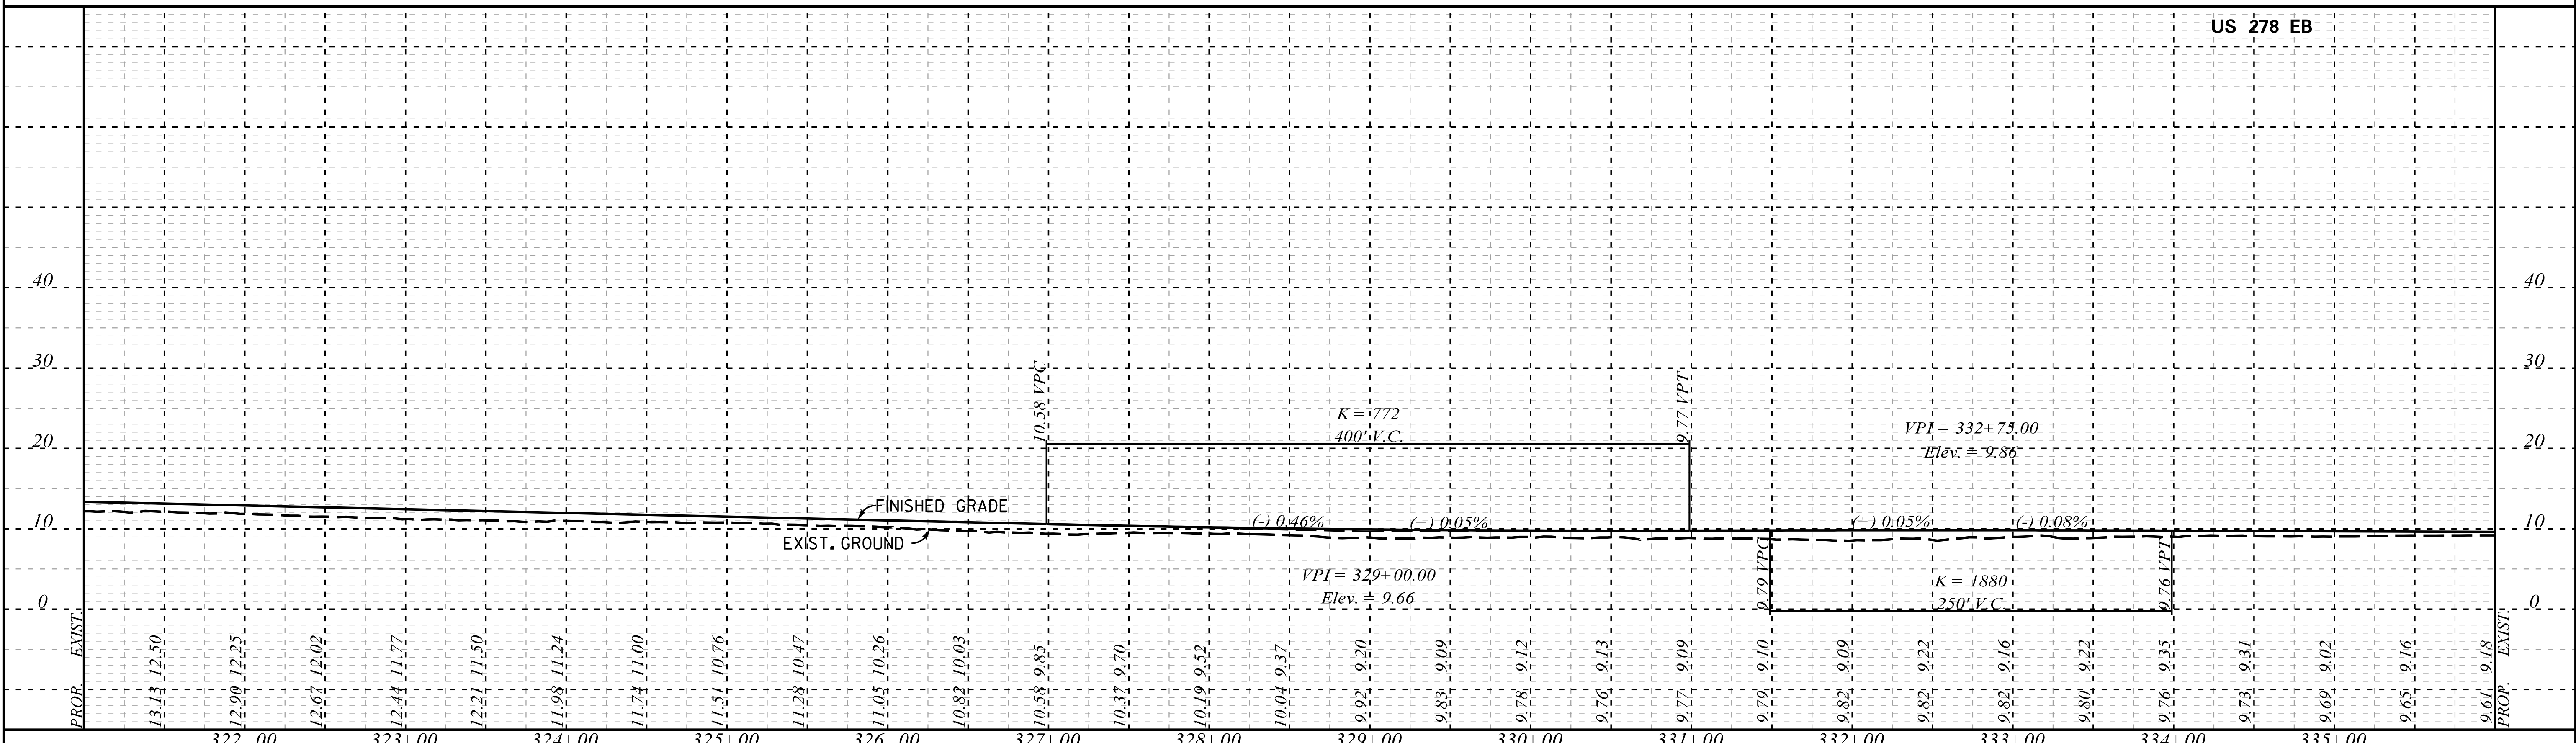 US 278 EB
40
40
30
30
10.58 VPC
9.77 VPT
K = 772
400' V.C.
VPI = 332+75.00
Elev. = 9.86
20
20
FINISHED GRADE
(-) 0.46%
(+) 0.05%
(+) 0.05%
(-) 0.08%
10
10
EXIST. GROUND
9.79 VPC
9.76 VPT
VPI = 329+00.00
Elev. = 9.66
K = 1880
250' V.C.
0
0
EXIST. 12.50 12.25 12.02 11.77 11.50 11.24 11.00 10.76 10.47 10.26 10.03 9.85 9.70 9.52 9.37 9.20 9.09 9.12 9.13 9.09 9.10 9.09 9.22 9.16 9.22 9.35 9.31 9.02 9.16 9.18 EXIST.
PROP. 13.13 12.90 12.67 12.44 12.21 11.98 11.74 11.51 11.28 11.05 10.82 10.58 10.37 10.19 10.04 9.92 9.83 9.78 9.76 9.77 9.79 9.82 9.82 9.82 9.80 9.76 9.73 9.69 9.65 9.61 PROP.
322+00 323+00 324+00 325+00 326+00 327+00 328+00 329+00 330+00 331+00 332+00 333+00 334+00 335+00